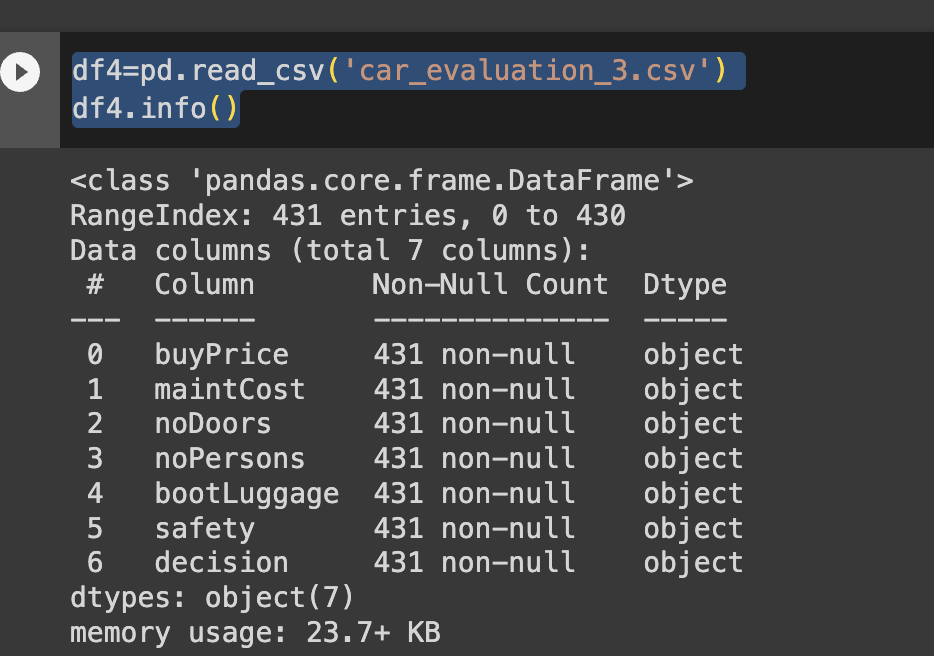 df4=pd.read_csv('car_evaluation_3.csv')
df4.info()
<class 'pandas.core.frame.DataFrame'>
RangeIndex: 431 entries, 0 to 430
Data columns (total 7 columns):
 #   Column       Non-Null Count  Dtype
---  ------       --------------  -----
 0   buyPrice     431 non-null    object
 1   maintCost    431 non-null    object
 2   noDoors      431 non-null    object
 3   noPersons    431 non-null    object
 4   bootLuggage  431 non-null    object
 5   safety       431 non-null    object
 6   decision     431 non-null    object
dtypes: object(7)
memory usage: 23.7+ KB